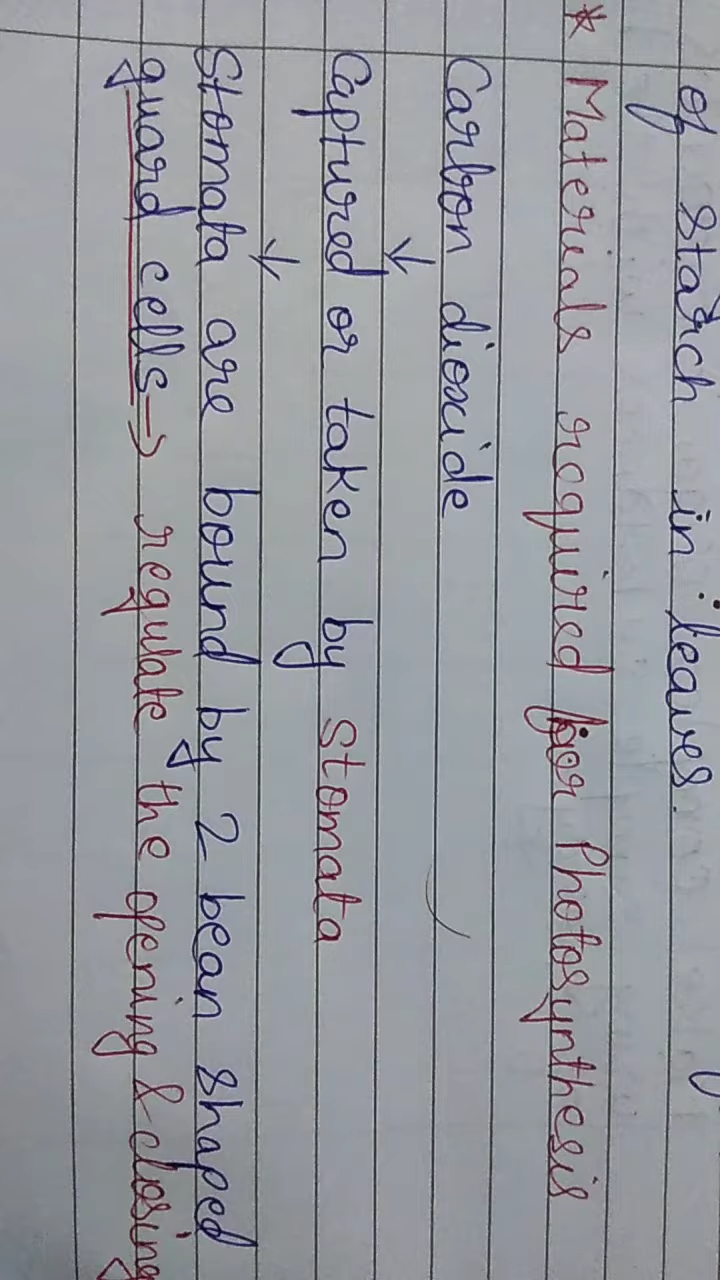 of starch in leaves.
* Materials required for Photosynthesis
Carbon dioxide
↓
Captured or taken by stomata
↓
Stomata are bound by 2 bean shaped
guard cells → regulate the opening & closing